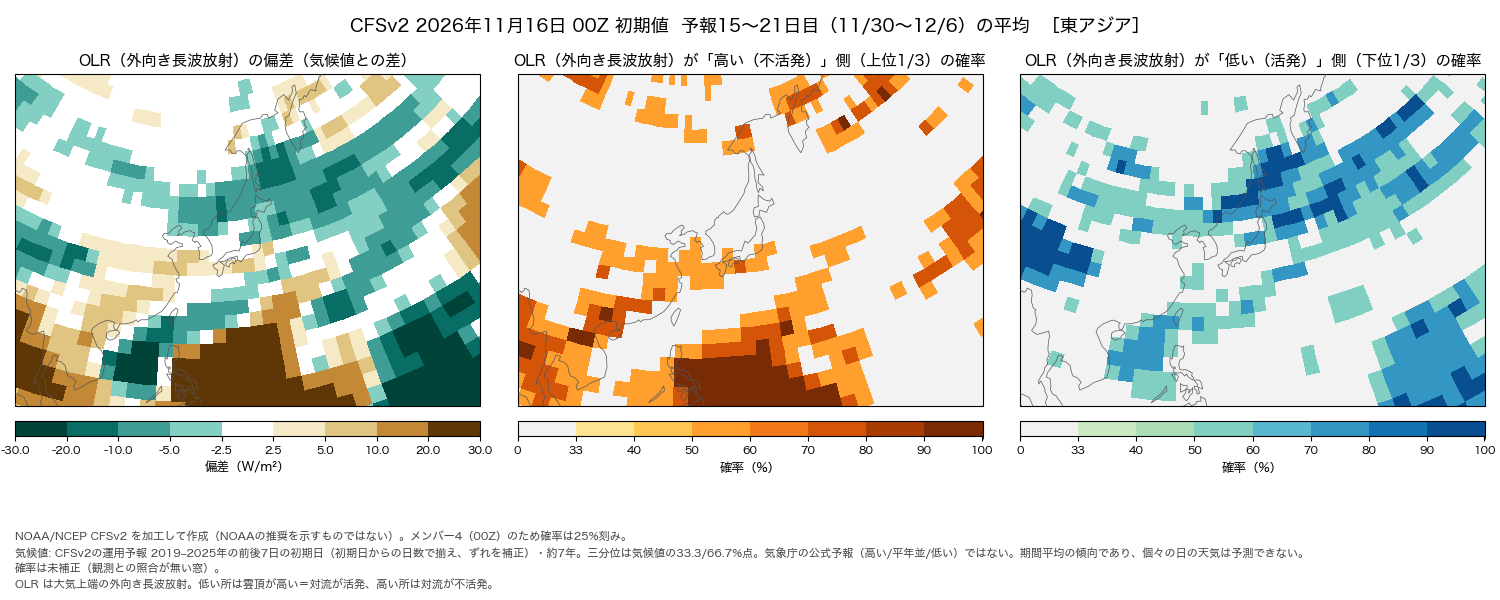 CFSv2 2026年11月16日 00Z 初期値 予報15～21日目（11/30～12/6）の平均 ［東アジア］
OLR（外向き長波放射）の偏差（気候値との差）
OLR（外向き長波放射）が「高い（不活発）」側（上位1/3）の確率
OLR（外向き長波放射）が「低い（活発）」側（下位1/3）の確率
-30.0 -20.0 -10.0 -5.0 -2.5 2.5 5.0 10.0 20.0 30.0
偏差（W/m²）
0 33 40 50 60 70 80 90 100
確率（%）
0 33 40 50 60 70 80 90 100
確率（%）
NOAA/NCEP CFSv2 を加工して作成（NOAAの推奨を示すものではない）。メンバー4（00Z）のため確率は25%刻み。
気候値: CFSv2の運用予報 2019–2025年の前後7日の初期日（初期日からの日数で揃え、ずれを補正）・約7年。三分位は気候値の33.3/66.7%点。気象庁の公式予報（高い/平年並/低い）ではない。期間平均の傾向であり、個々の日の天気は予測できない。
確率は未補正（観測との照合が無い窓）。
OLR は大気上端の外向き長波放射。低い所は雲頂が高い＝対流が活発、高い所は対流が不活発。